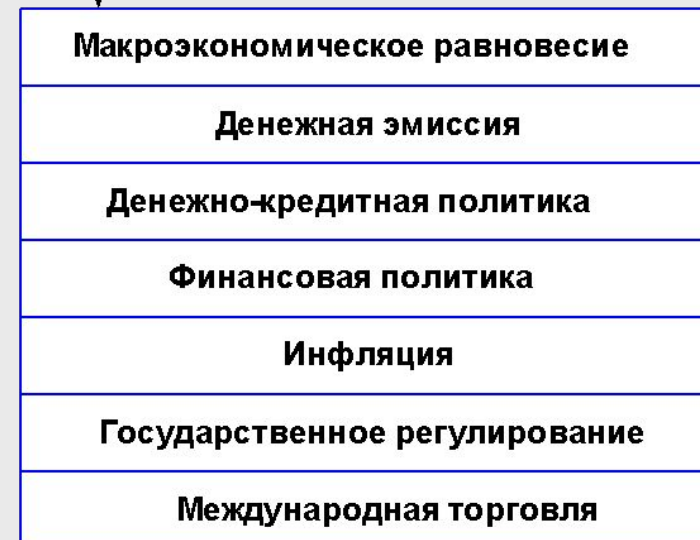 Макроэкономическое равновесие
Денежная эмиссия
Денежно-кредитная политика
Финансовая политика
Инфляция
Государственное регулирование
Международная торговля